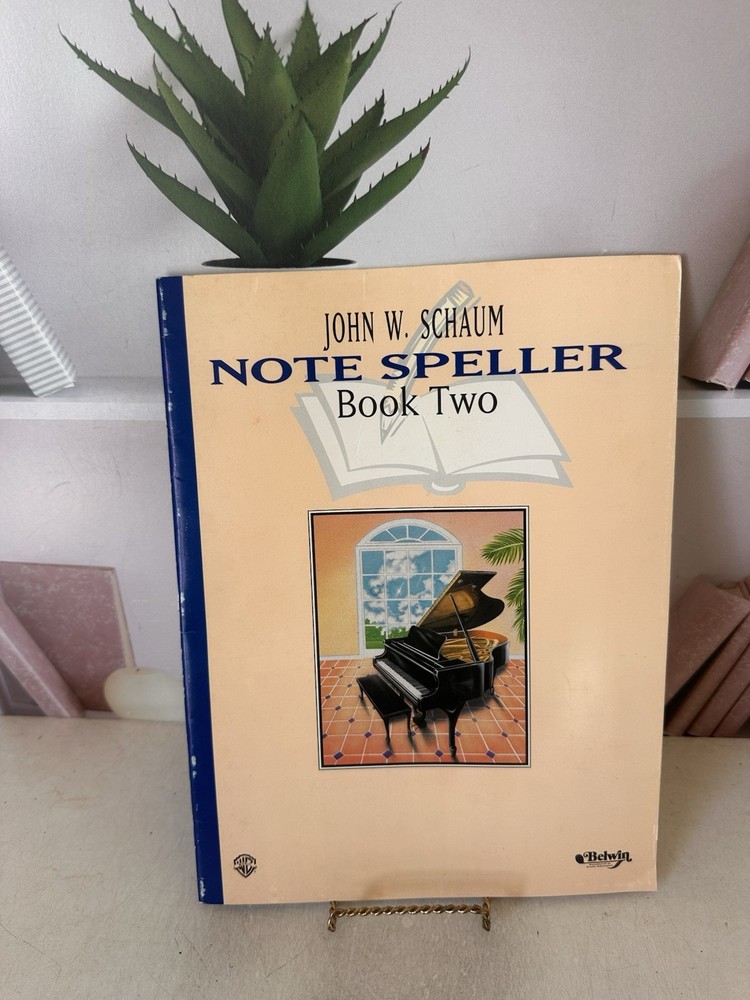 JOHN W. SCHAUM
NOTE SPELLER
Book Two
Belwin